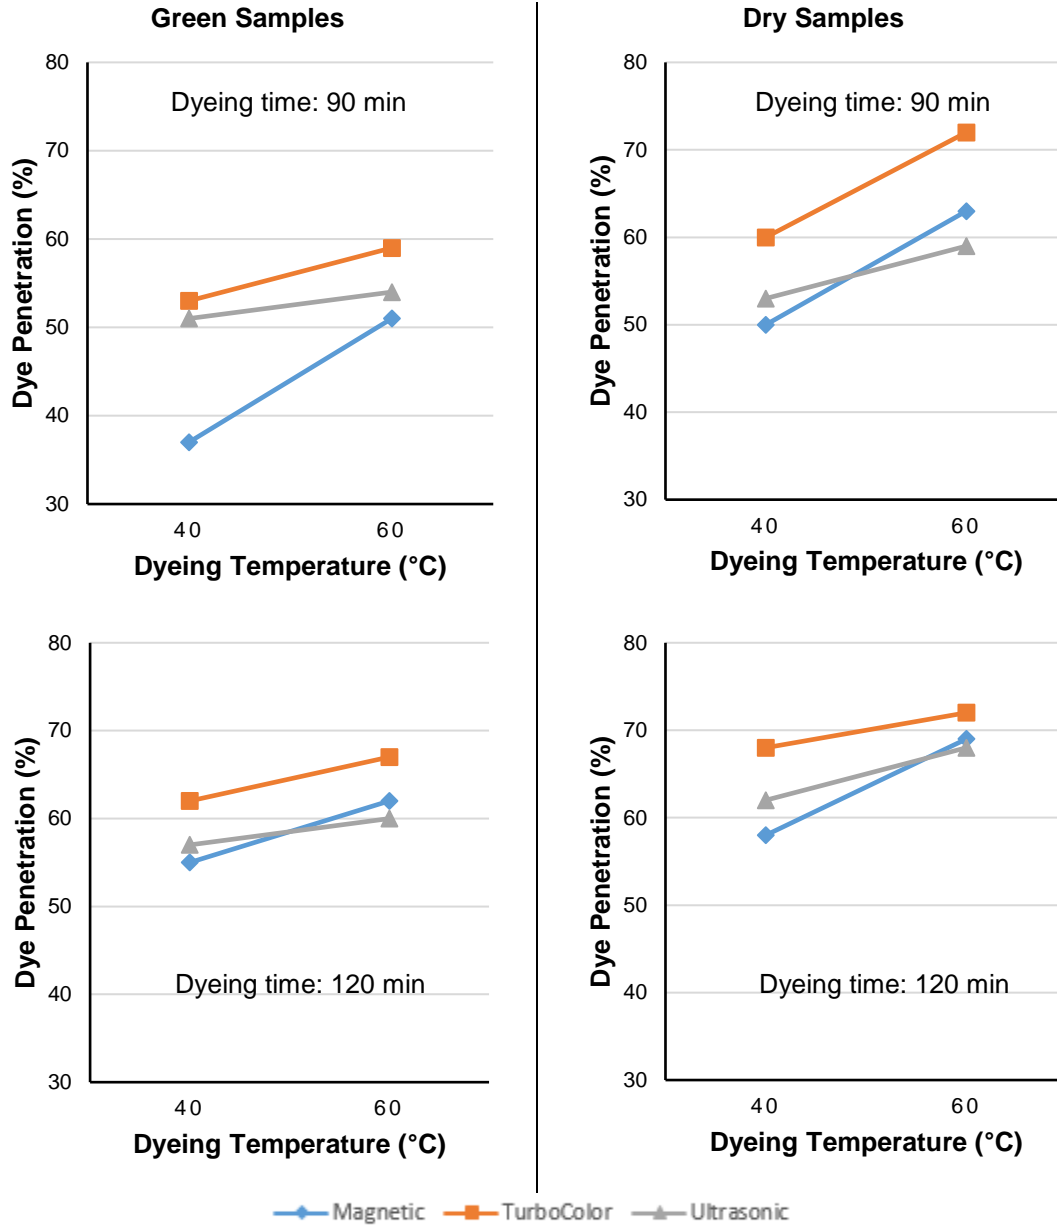 Green Samples
Dry Samples
80
70
60
50
40
30
Dye Penetration (%)
Dyeing time: 90 min
40 60
Dyeing Temperature (°C)
80
70
60
50
40
30
Dye Penetration (%)
Dyeing time: 90 min
40 60
Dyeing Temperature (°C)
80
70
60
50
40
30
Dye Penetration (%)
Dyeing time: 120 min
40 60
Dyeing Temperature (°C)
80
70
60
50
40
30
Dye Penetration (%)
Dyeing time: 120 min
40 60
Dyeing Temperature (°C)
Magnetic TurboColor Ultrasonic